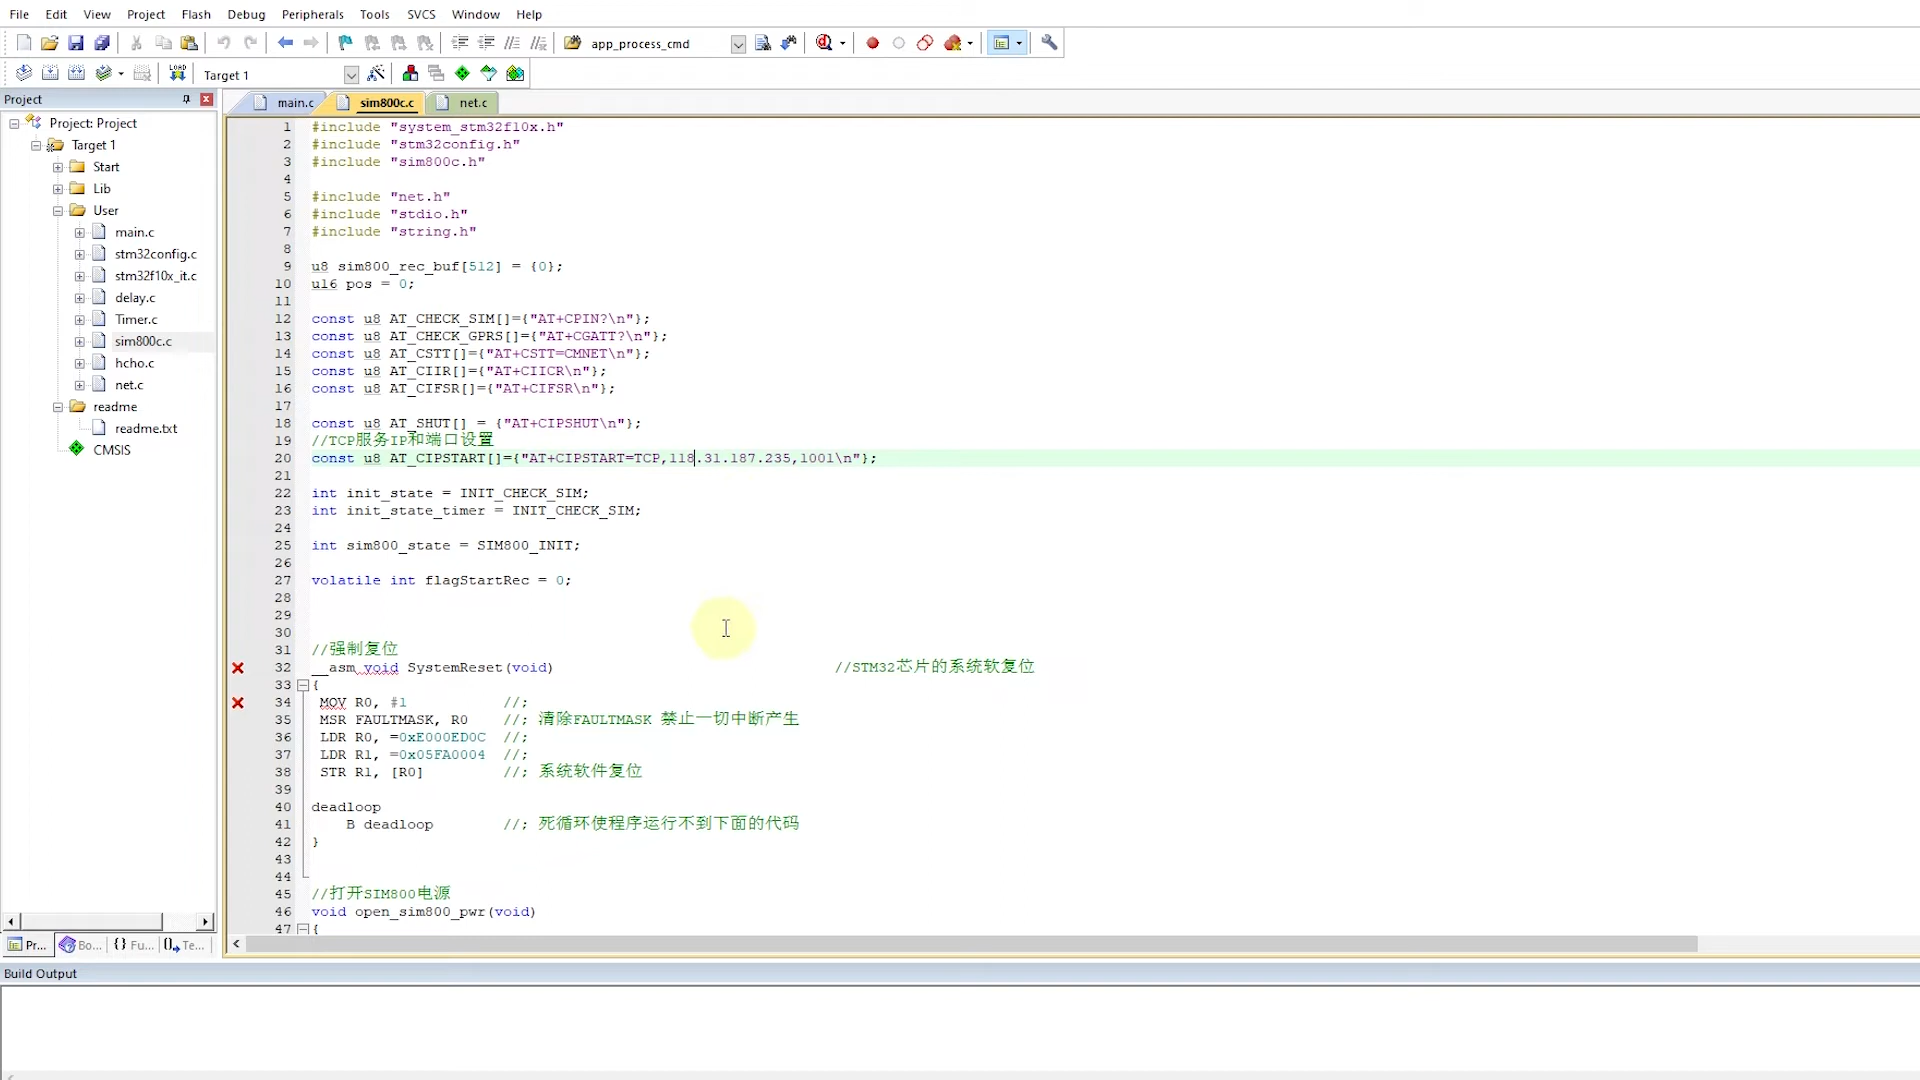 File Edit View Project Flash Debug Peripherals Tools SVCS Window Help
app_process_cmd
LOAD Target 1
Project
Project: Project
Target 1
Start
Lib
User
main.c
stm32config.c
stm32f10x_it.c
delay.c
Timer.c
sim800c.c
hcho.c
net.c
readme
readme.txt
CMSIS
Pr... Bo... {} Fu... Te...
main.c sim800c.c net.c
1 #include "system_stm32f10x.h"
2 #include "stm32config.h"
3 #include "sim800c.h"
4
5 #include "net.h"
6 #include "stdio.h"
7 #include "string.h"
8
9 u8 sim800_rec_buf[512] = {0};
10 u16 pos = 0;
11
12 const u8 AT_CHECK_SIM[]={"AT+CPIN?\n"};
13 const u8 AT_CHECK_GPRS[]={"AT+CGATT?\n"};
14 const u8 AT_CSTT[]={"AT+CSTT=CMNET\n"};
15 const u8 AT_CIIR[]={"AT+CIICR\n"};
16 const u8 AT_CIFSR[]={"AT+CIFSR\n"};
17
18 const u8 AT_SHUT[] = {"AT+CIPSHUT\n"};
19 //TCP服务IP和端口设置
20 const u8 AT_CIPSTART[]={"AT+CIPSTART=TCP,118.31.187.235,1001\n"};
21
22 int init_state = INIT_CHECK_SIM;
23 int init_state_timer = INIT_CHECK_SIM;
24
25 int sim800_state = SIM800_INIT;
26
27 volatile int flagStartRec = 0;
28
29
30
31 //强制复位
32 __asm void SystemReset(void) //STM32芯片的系统软复位
33 {
34 MOV R0, #1 //;
35 MSR FAULTMASK, R0 //; 清除FAULTMASK 禁止一切中断产生
36 LDR R0, =0xE000ED0C //;
37 LDR R1, =0x05FA0004 //;
38 STR R1, [R0] //; 系统软件复位
39
40 deadloop
41 B deadloop //; 死循环使程序运行不到下面的代码
42 }
43
44
45 //打开SIM800电源
46 void open_sim800_pwr(void)
47 {
Build Output